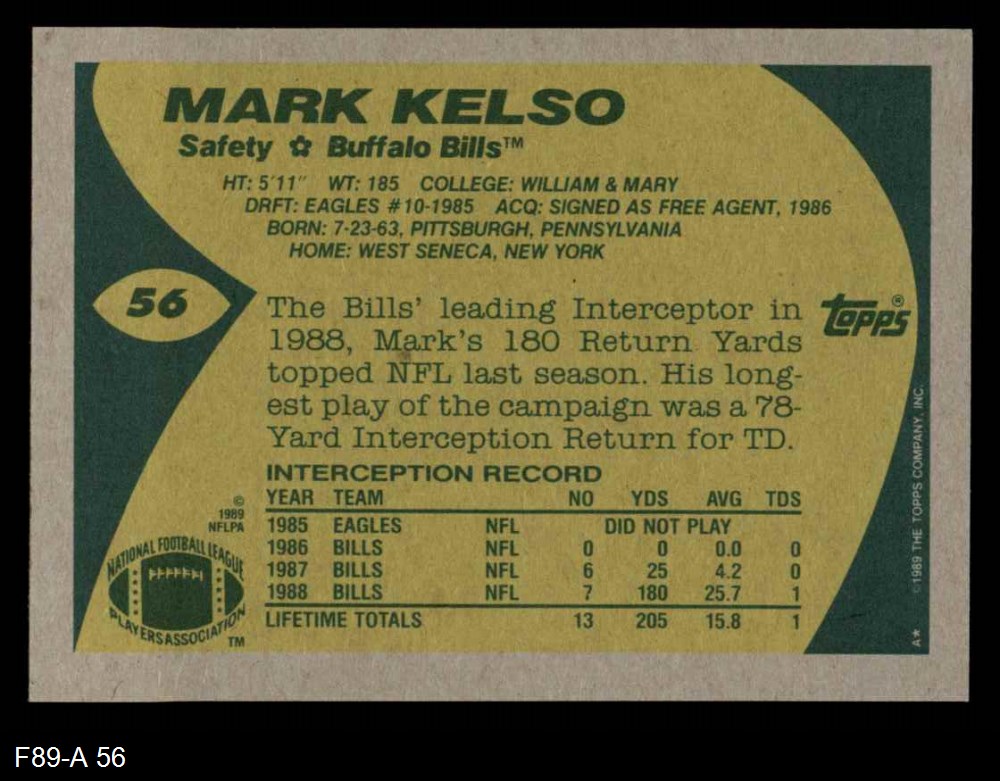 MARK KELSO
Safety ✿ Buffalo Bills™
HT: 5'11" WT: 185 COLLEGE: WILLIAM & MARY
DRFT: EAGLES #10-1985 ACQ: SIGNED AS FREE AGENT, 1986
BORN: 7-23-63, PITTSBURGH, PENNSYLVANIA
HOME: WEST SENECA, NEW YORK
56
The Bills' leading Interceptor in
1988, Mark's 180 Return Yards
topped NFL last season. His long-
est play of the campaign was a 78-
Yard Interception Return for TD.
topps®
INTERCEPTION RECORD
YEAR TEAM NO YDS AVG TDS
1985 EAGLES NFL DID NOT PLAY
1986 BILLS NFL 0 0 0.0 0
1987 BILLS NFL 6 25 4.2 0
1988 BILLS NFL 7 180 25.7 1
LIFETIME TOTALS 13 205 15.8 1
©
1989
NFLPA
NATIONAL FOOTBALL LEAGUE
PLAYERS ASSOCIATION
™
© 1989 THE TOPPS COMPANY, INC.
A★
F89-A 56